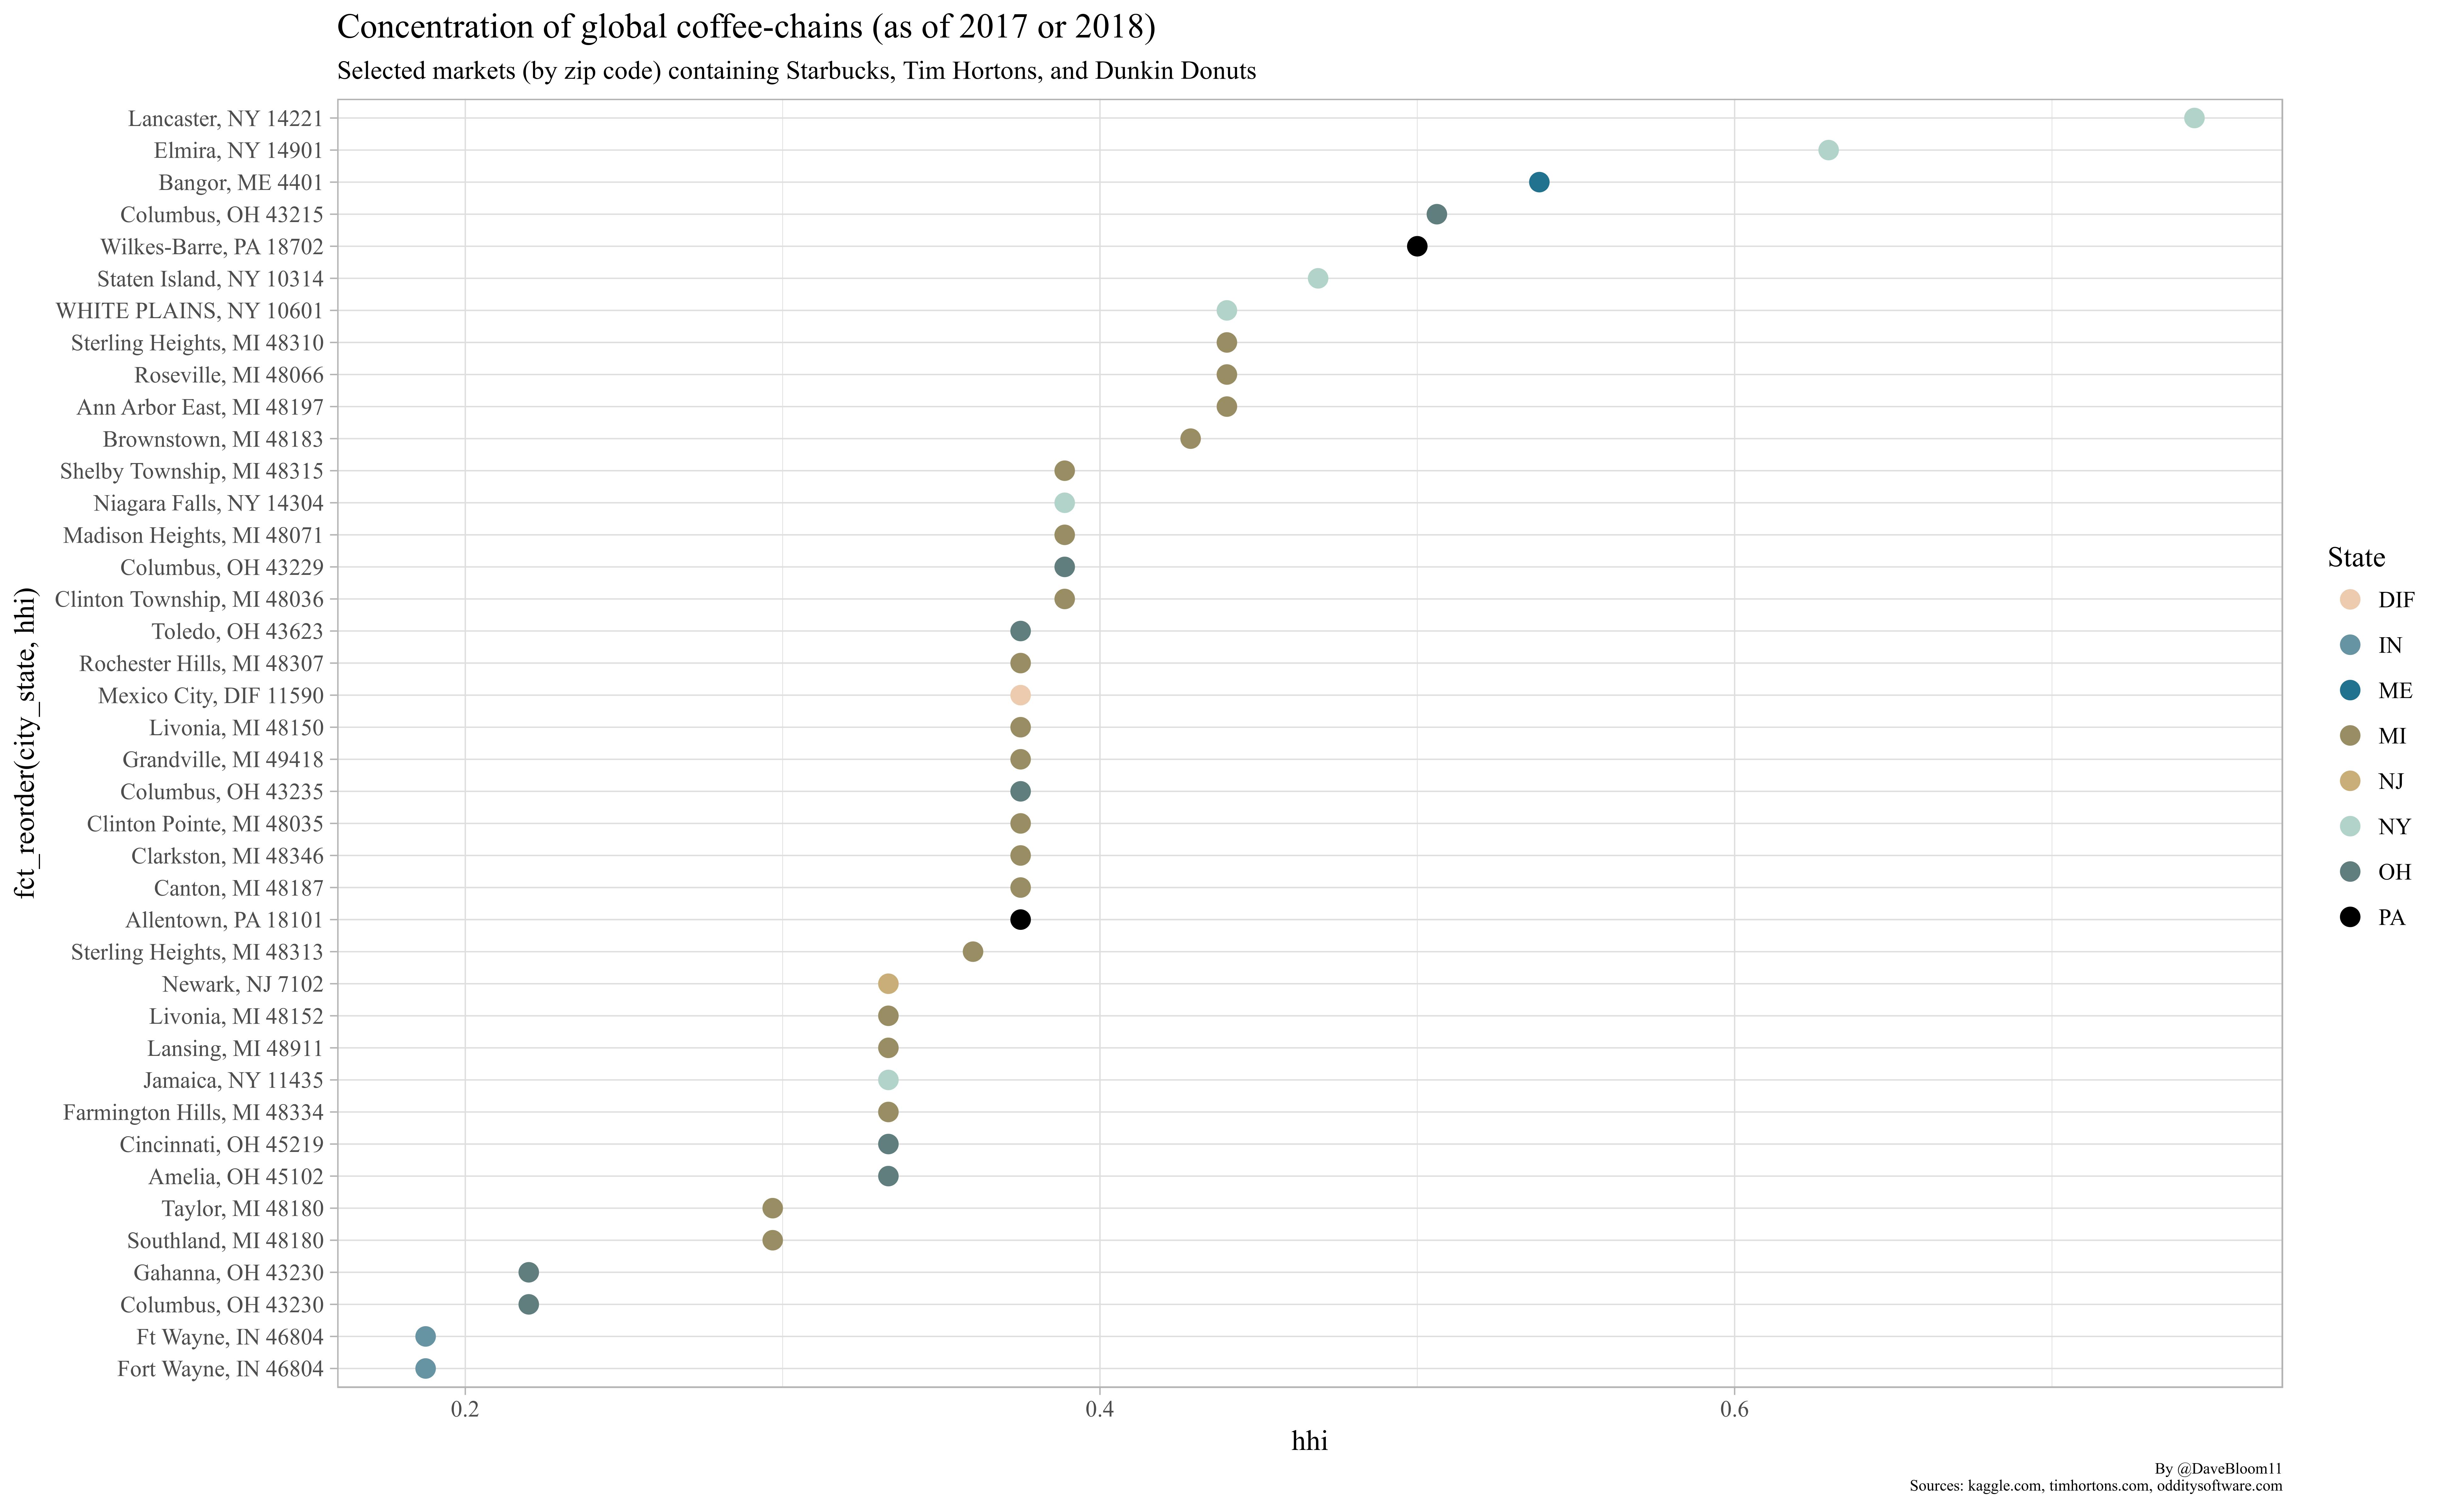 Concentration of global coffee-chains (as of 2017 or 2018)
Selected markets (by zip code) containing Starbucks, Tim Hortons, and Dunkin Donuts
fct_reorder(city_state, hhi)
Lancaster, NY 14221
Elmira, NY 14901
Bangor, ME 4401
Columbus, OH 43215
Wilkes-Barre, PA 18702
Staten Island, NY 10314
WHITE PLAINS, NY 10601
Sterling Heights, MI 48310
Roseville, MI 48066
Ann Arbor East, MI 48197
Brownstown, MI 48183
Shelby Township, MI 48315
Niagara Falls, NY 14304
Madison Heights, MI 48071
Columbus, OH 43229
Clinton Township, MI 48036
Toledo, OH 43623
Rochester Hills, MI 48307
Mexico City, DIF 11590
Livonia, MI 48150
Grandville, MI 49418
Columbus, OH 43235
Clinton Pointe, MI 48035
Clarkston, MI 48346
Canton, MI 48187
Allentown, PA 18101
Sterling Heights, MI 48313
Newark, NJ 7102
Livonia, MI 48152
Lansing, MI 48911
Jamaica, NY 11435
Farmington Hills, MI 48334
Cincinnati, OH 45219
Amelia, OH 45102
Taylor, MI 48180
Southland, MI 48180
Gahanna, OH 43230
Columbus, OH 43230
Ft Wayne, IN 46804
Fort Wayne, IN 46804
0.2 0.4 0.6
hhi
State
DIF
IN
ME
MI
NJ
NY
OH
PA
By @DaveBloom11
Sources: kaggle.com, timhortons.com, odditysoftware.com